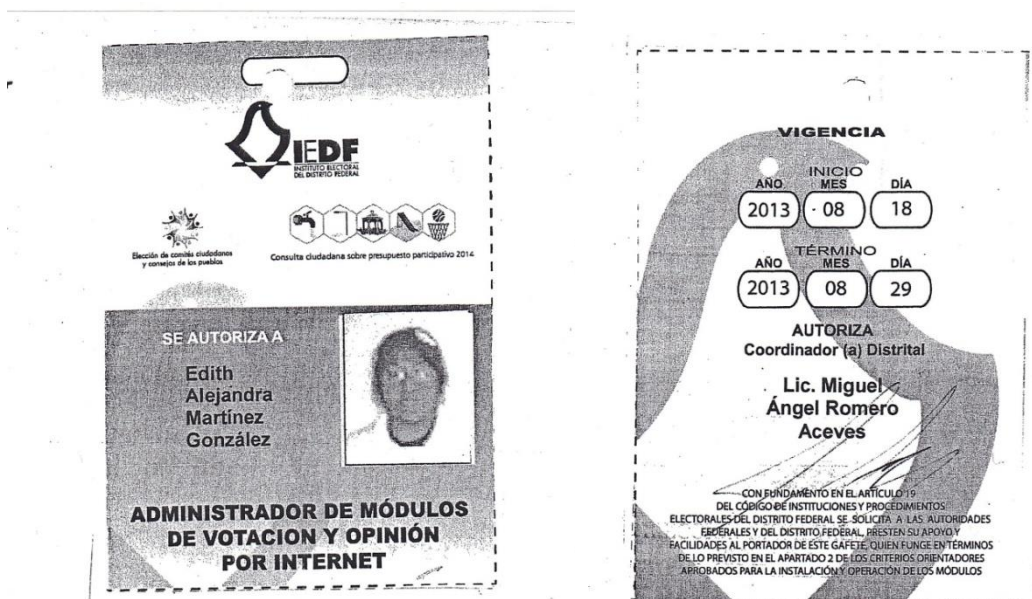 IEDF
INSTITUTO ELECTORAL
DEL DISTRITO FEDERAL
Elección de comités ciudadanos
y consejos de los pueblos
Consulta ciudadana sobre presupuesto participativo 2014
SE AUTORIZA A
Edith
Alejandra
Martínez
González
ADMINISTRADOR DE MÓDULOS
DE VOTACION Y OPINIÓN
POR INTERNET
VIGENCIA
INICIO
AÑO MES DÍA
2013 08 18
TÉRMINO
AÑO MES DÍA
2013 08 29
AUTORIZA
Coordinador (a) Distrital
Lic. Miguel
Ángel Romero
Aceves
CON FUNDAMENTO EN EL ARTÍCULO 19
DEL CÓDIGO DE INSTITUCIONES Y PROCEDIMIENTOS
ELECTORALES DEL DISTRITO FEDERAL SE SOLICITA A LAS AUTORIDADES
FEDERALES Y DEL DISTRITO FEDERAL, PRESTEN SU APOYO Y
FACILIDADES AL PORTADOR DE ESTE GAFETE, QUIEN FUNGE EN TÉRMINOS
DE LO PREVISTO EN EL APARTADO 2 DE LOS CRITERIOS ORIENTADORES
APROBADOS PARA LA INSTALACIÓN Y OPERACIÓN DE LOS MÓDULOS